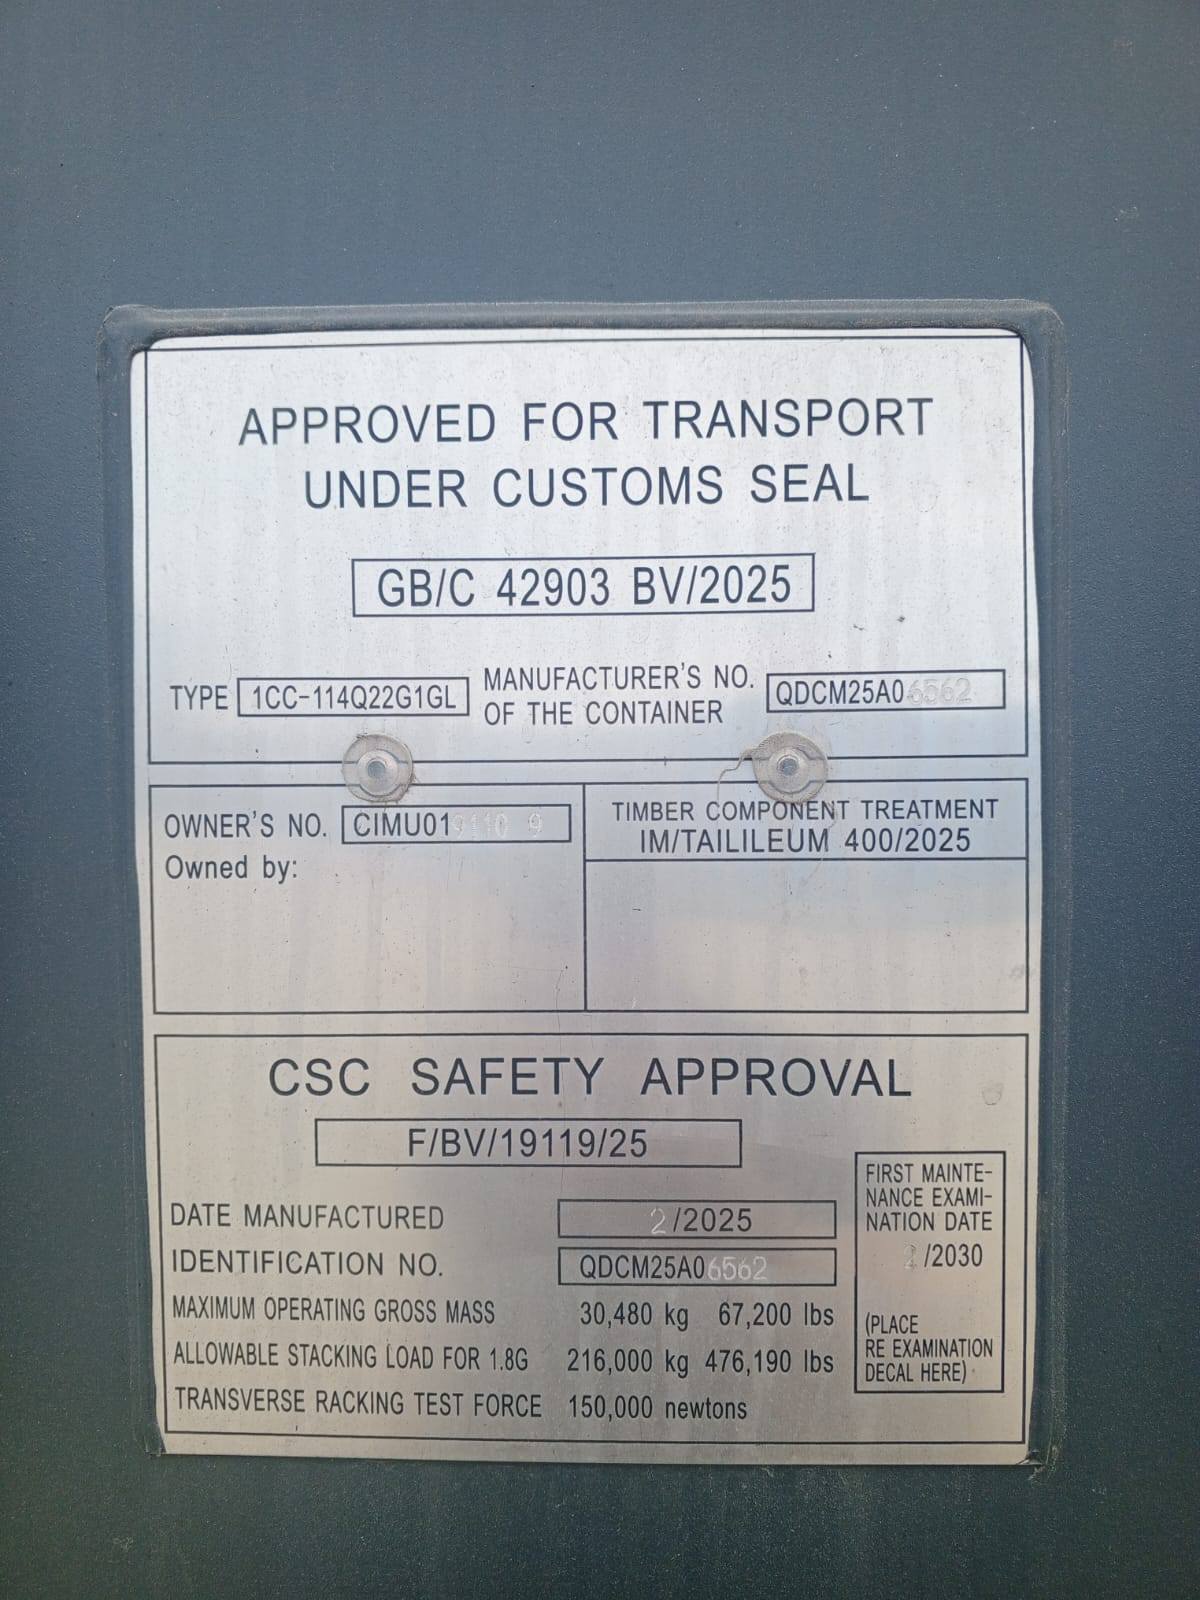 APPROVED FOR TRANSPORT
UNDER CUSTOMS SEAL
GB/C 42903 BV/2025
TYPE 1CC-114Q22G1GL
MANUFACTURER'S NO.
OF THE CONTAINER
QDCM25A06562
OWNER'S NO. CIMU019110 9
Owned by:
TIMBER COMPONENT TREATMENT
IM/TAILILEUM 400/2025
CSC SAFETY APPROVAL
F/BV/19119/25
DATE MANUFACTURED 2/2025
IDENTIFICATION NO. QDCM25A06562
MAXIMUM OPERATING GROSS MASS 30,480 kg 67,200 lbs
ALLOWABLE STACKING LOAD FOR 1.8G 216,000 kg 476,190 lbs
TRANSVERSE RACKING TEST FORCE 150,000 newtons
FIRST MAINTE-
NANCE EXAMI-
NATION DATE
/2030
(PLACE
RE EXAMINATION
DECAL HERE)